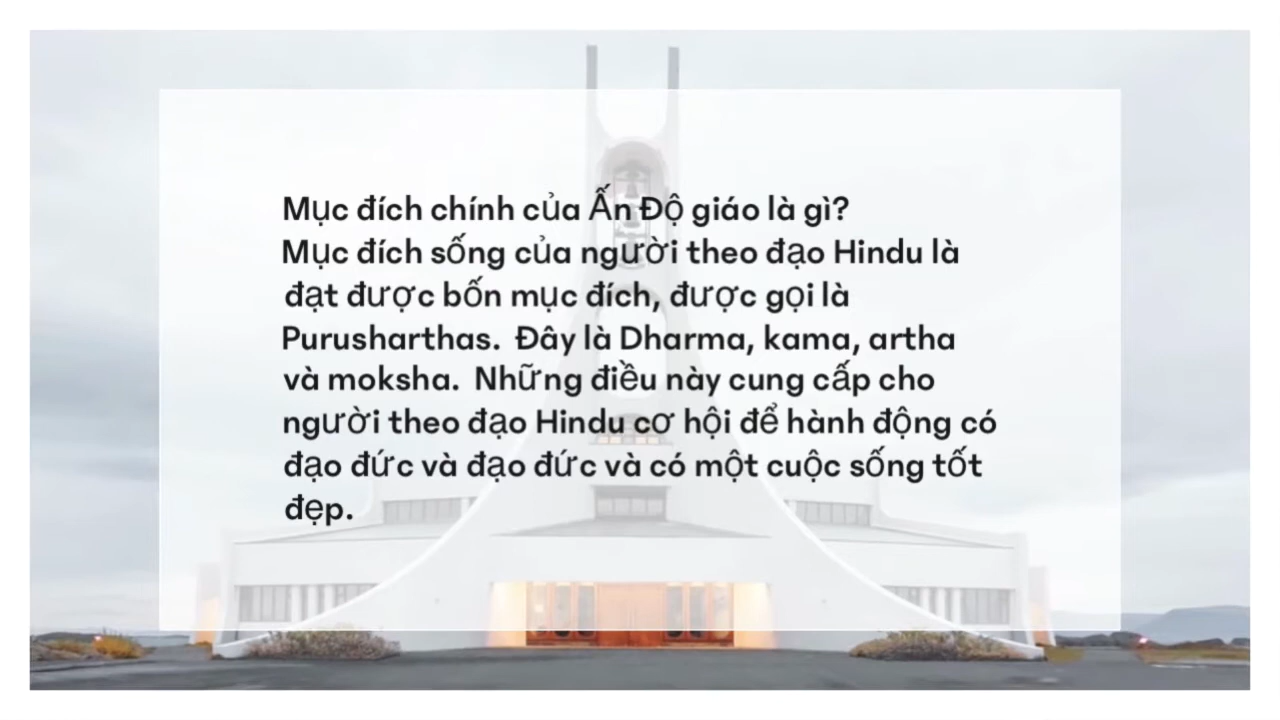 Mục đích chính của Ấn Độ giáo là gì?
Mục đích sống của người theo đạo Hindu là
đạt được bốn mục đích, được gọi là
Purusharthas. Đây là Dharma, kama, artha
và moksha. Những điều này cung cấp cho
người theo đạo Hindu cơ hội để hành động có
đạo đức và đạo đức và có một cuộc sống tốt
đẹp.